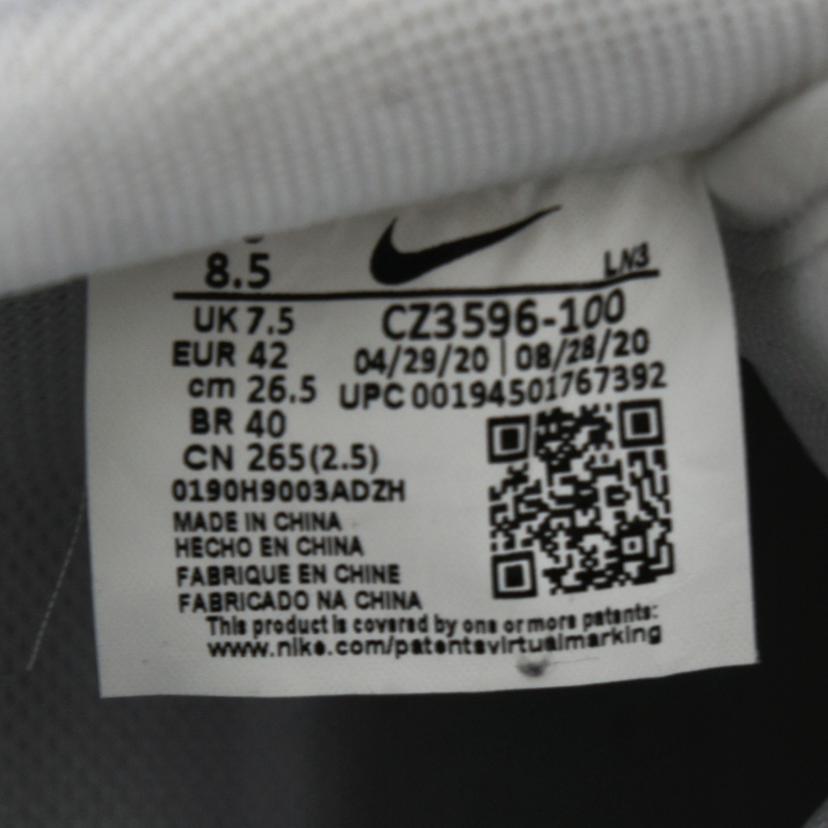 8.5 LN3
UK 7.5 CZ3596-100
EUR 42 04/29/20 | 08/28/20
cm 26.5 UPC 00194501767392
BR 40
CN 265(2.5)
0190H9003ADZH
MADE IN CHINA
HECHO EN CHINA
FABRIQUE EN CHINE
FABRICADO NA CHINA
This product is covered by one or more patents:
www.nike.com/patentsvirtualmarking